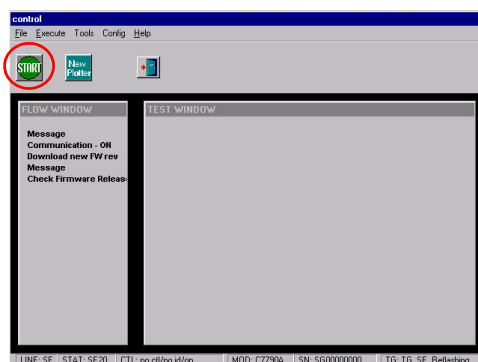 control
File Execute Tools Config Help
START
New
Plotter
FLOW WINDOW
TEST WINDOW
Message
Communication - ON
Download new FW rev
Message
Check Firmware Releas
LINE: SE STAT: SE20 CTL: no ctl/no id/op MOD: C7790A SN: SG00000000 TG: TG_SE_Reflashing